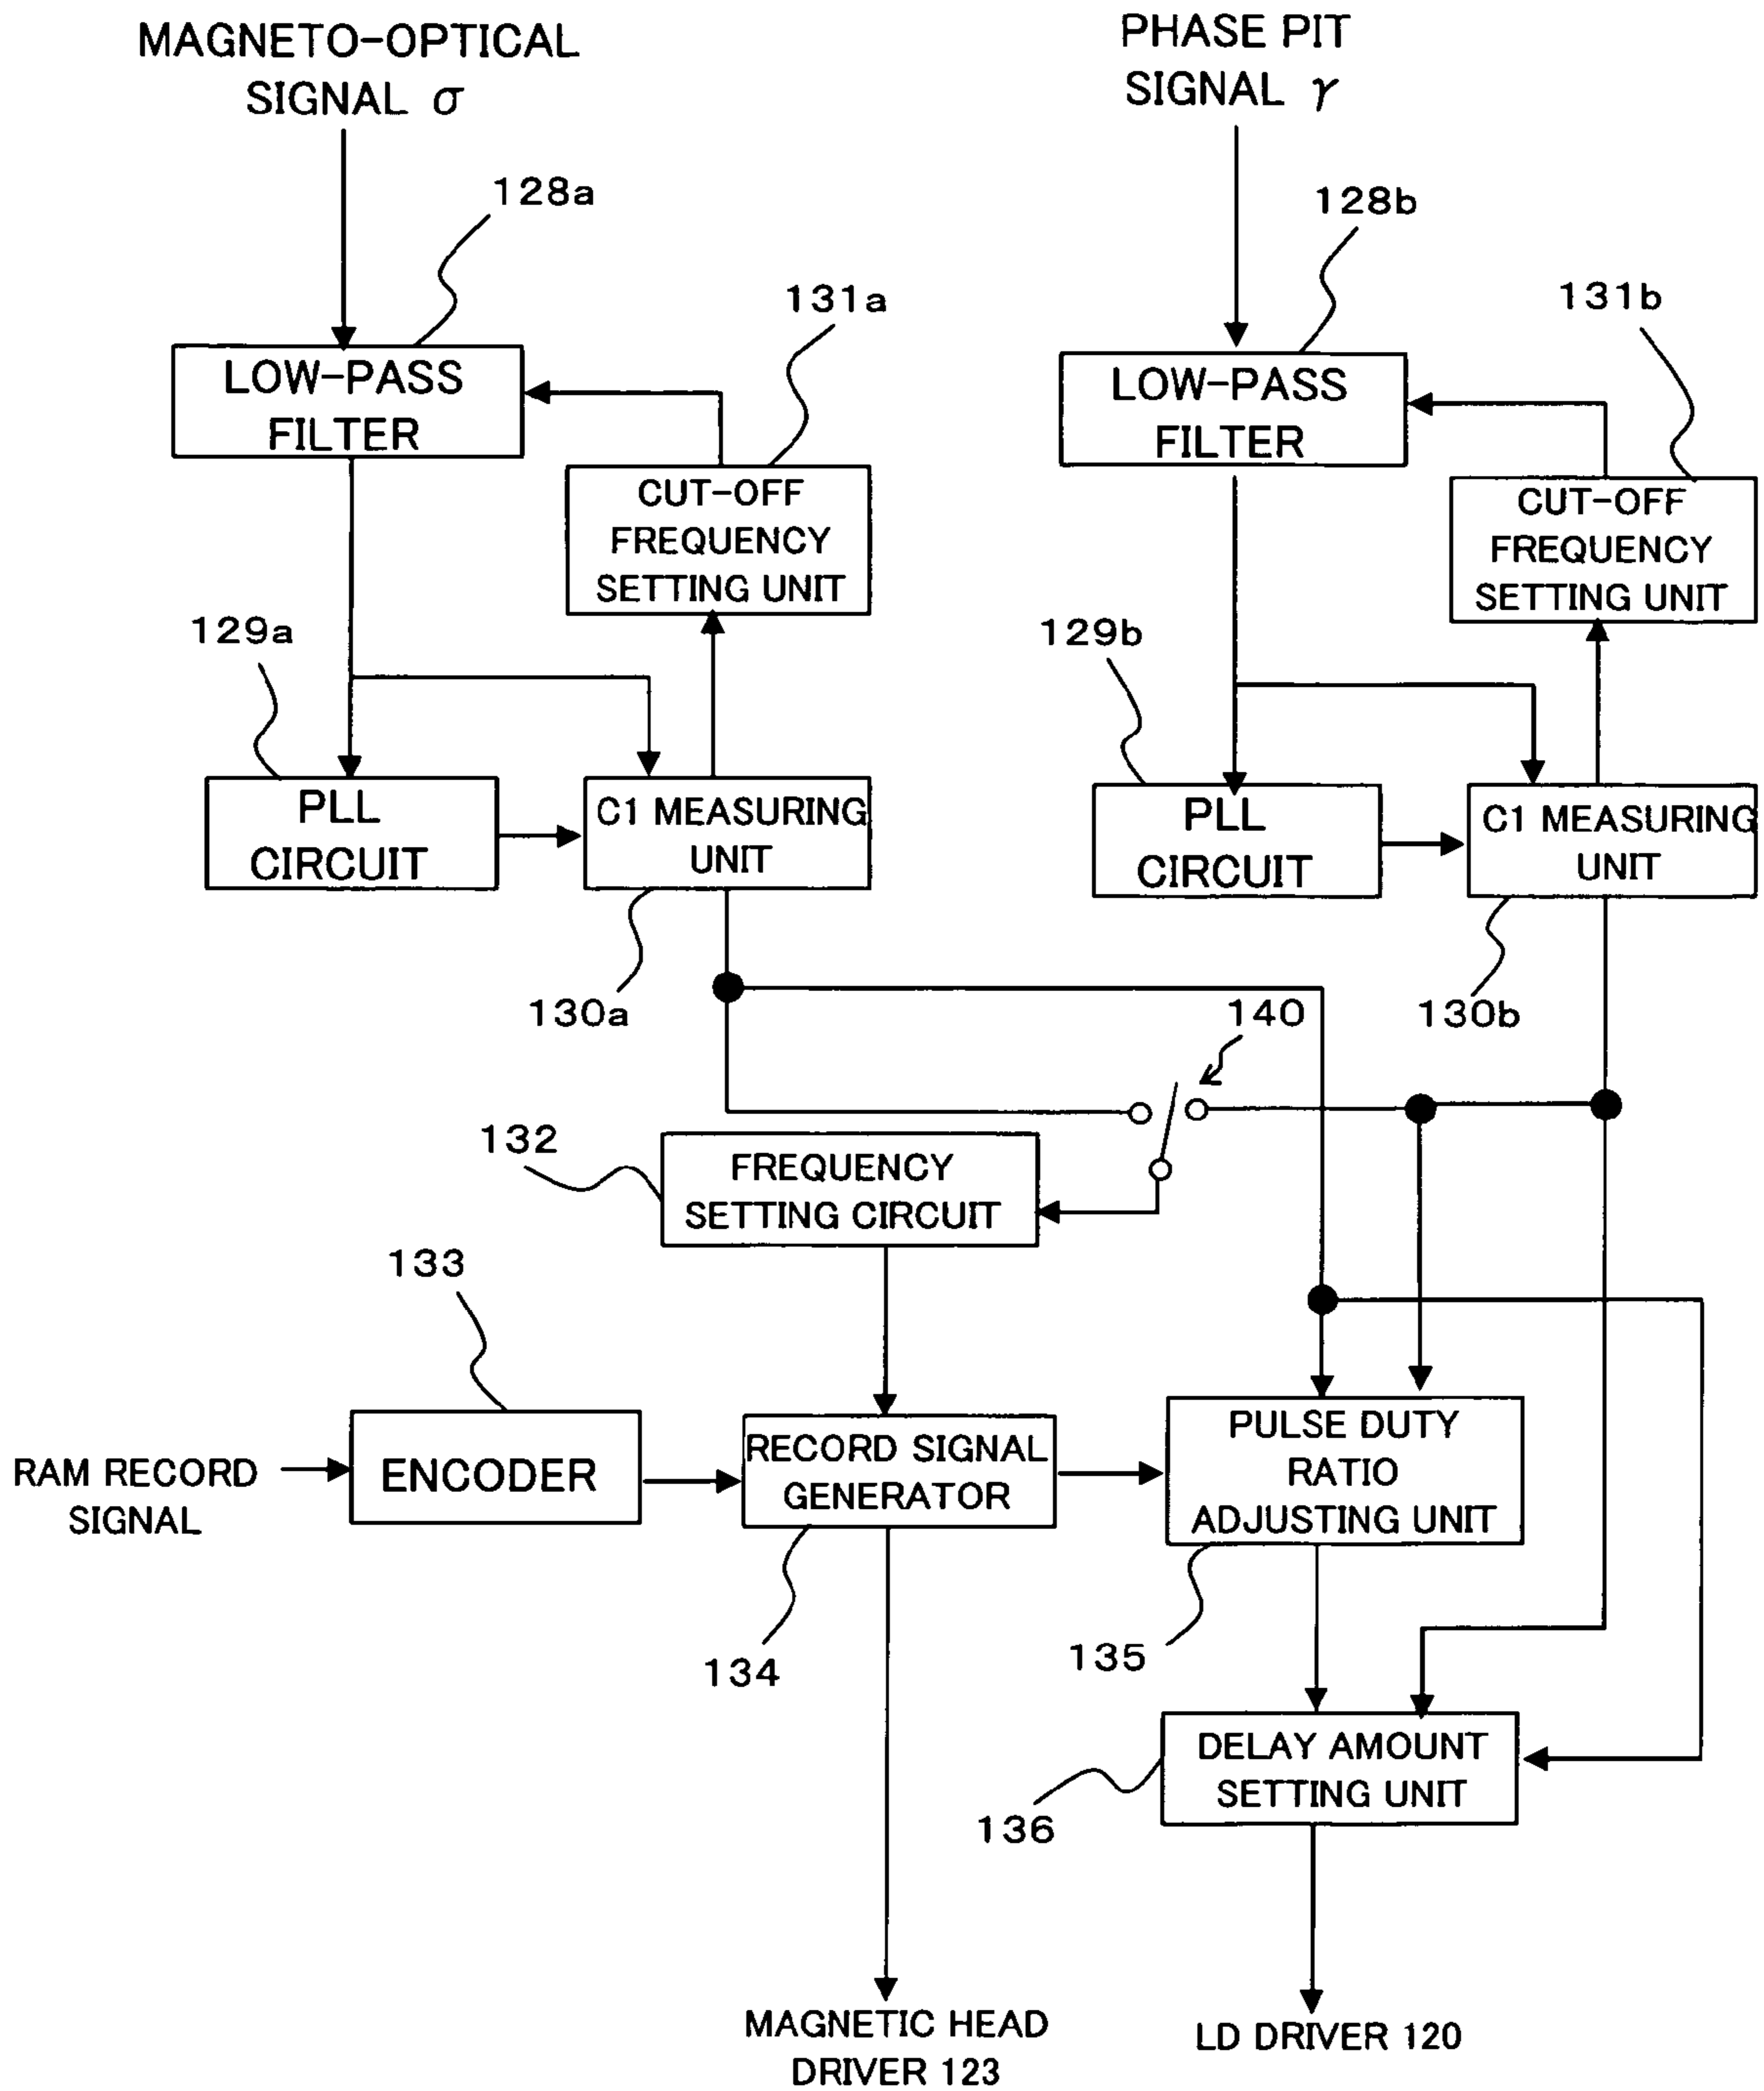 MAGNETO-OPTICAL
SIGNAL σ
PHASE PIT
SIGNAL γ
128a
128b
131a
131b
LOW-PASS
FILTER
LOW-PASS
FILTER
CUT-OFF
FREQUENCY
SETTING UNIT
CUT-OFF
FREQUENCY
SETTING UNIT
129a
129b
PLL
CIRCUIT
C1 MEASURING
UNIT
PLL
CIRCUIT
C1 MEASURING
UNIT
130a
140
130b
132
FREQUENCY
SETTING CIRCUIT
133
RAM RECORD
SIGNAL
ENCODER
RECORD SIGNAL
GENERATOR
PULSE DUTY
RATIO
ADJUSTING UNIT
134
135
DELAY AMOUNT
SETTING UNIT
136
MAGNETIC HEAD
DRIVER 123
LD DRIVER 120